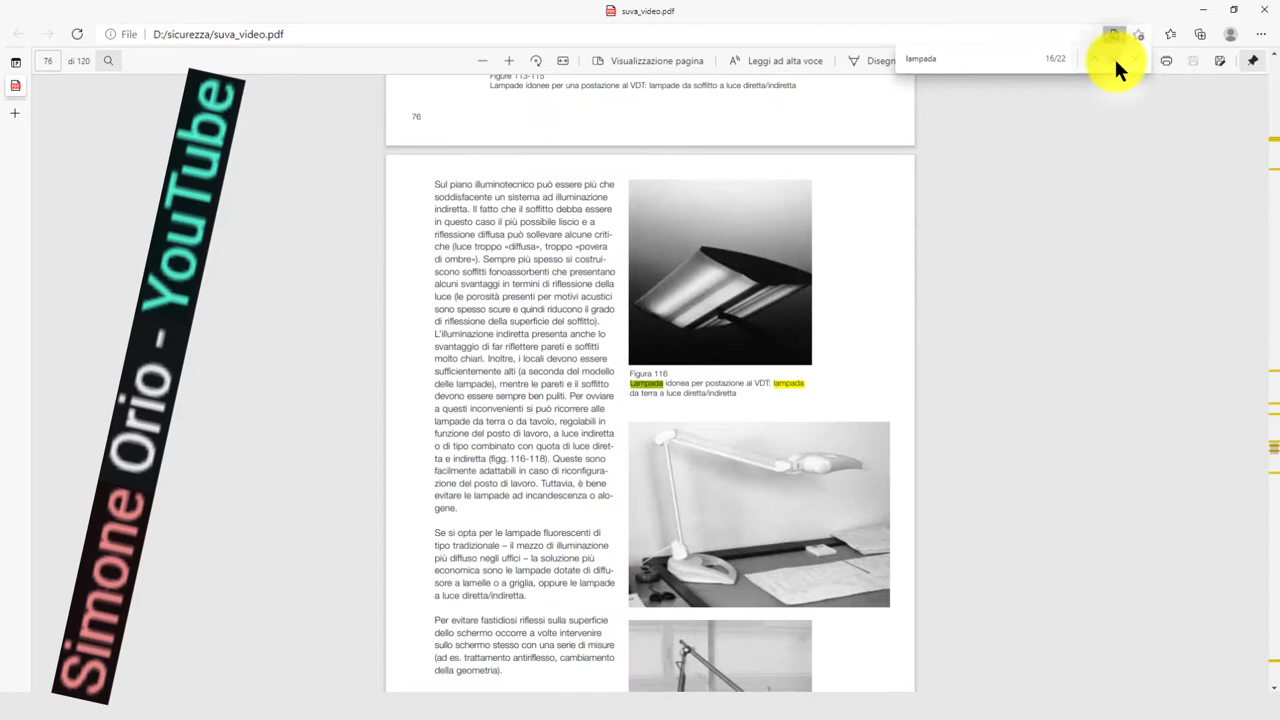 suva_video.pdf
File D:/sicurezza/suva_video.pdf
76 di 120
Visualizzazione pagina
Leggi ad alta voce
Disegn
lampada 16/22
Figure 113-115
Lampade idonee per una postazione al VDT: lampade da soffitto a luce diretta/indiretta
76
Sul piano illuminotecnico può essere più che
soddisfacente un sistema ad illuminazione
indiretta. Il fatto che il soffitto debba essere
in questo caso il più possibile liscio e a
riflessione diffusa può sollevare alcune criti-
che (luce troppo «diffusa», troppo «povera
di ombre»). Sempre più spesso si costrui-
scono soffitti fonoassorbenti che presentano
alcuni svantaggi in termini di riflessione della
luce (le porosità presenti per motivi acustici
sono spesso scure e quindi riducono il grado
di riflessione della superficie del soffitto).
L'illuminazione indiretta presenta anche lo
svantaggio di far riflettere pareti e soffitti
molto chiari. Inoltre, i locali devono essere
sufficientemente alti (a seconda del modello
delle lampade), mentre le pareti e il soffitto
devono essere sempre ben puliti. Per ovviare
a questi inconvenienti si può ricorrere alle
lampade da terra o da tavolo, regolabili in
funzione del posto di lavoro, a luce indiretta
o di tipo combinato con quota di luce diret-
ta e indiretta (figg. 116-118). Queste sono
facilmente adattabili in caso di riconfigura-
zione del posto di lavoro. Tuttavia, è bene
evitare le lampade ad incandescenza o alo-
gene.
Se si opta per le lampade fluorescenti di
tipo tradizionale – il mezzo di illuminazione
più diffuso negli uffici – la soluzione più
economica sono le lampade dotate di diffu-
sore a lamelle o a griglia, oppure le lampade
a luce diretta/indiretta.
Per evitare fastidiosi riflessi sulla superficie
dello schermo occorre a volte intervenire
sullo schermo stesso con una serie di misure
(ad es. trattamento antiriflesso, cambiamento
della geometria).
Figura 116
Lampada idonea per postazione al VDT: lampada
da terra a luce diretta/indiretta
Simone Orio - YouTube